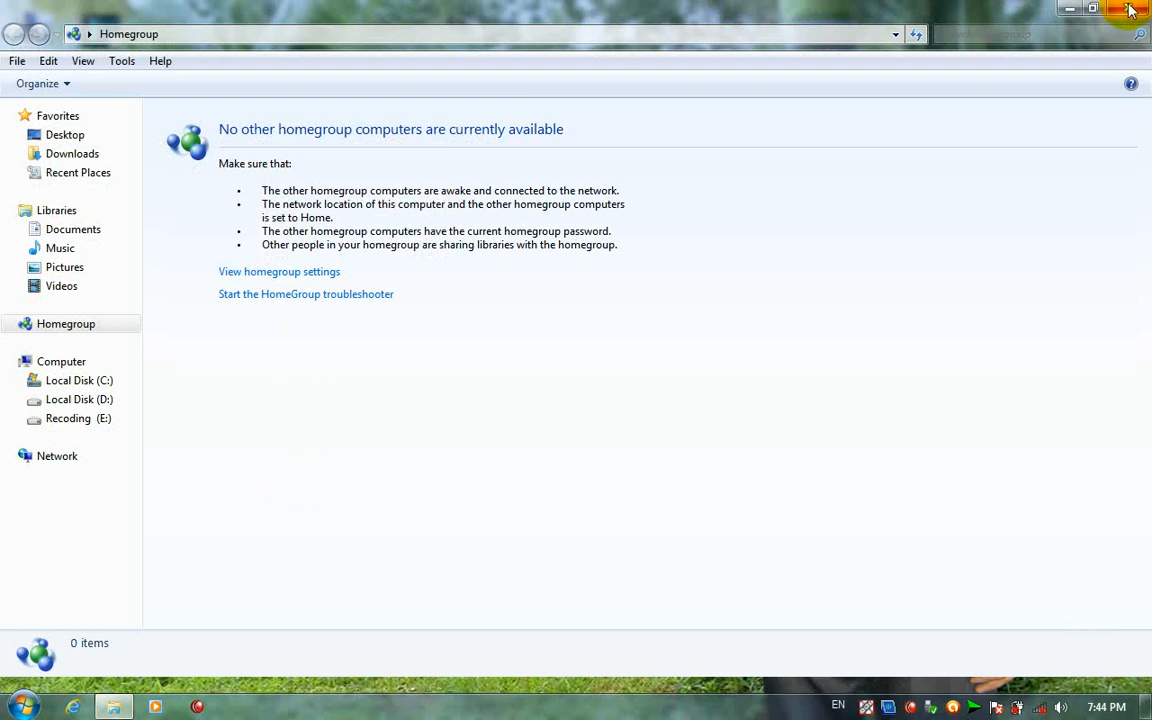 Homegroup
File Edit View Tools Help
Organize
Favorites
Desktop
Downloads
Recent Places
Libraries
Documents
Music
Pictures
Videos
Homegroup
Computer
Local Disk (C:)
Local Disk (D:)
Recoding (E:)
Network
No other homegroup computers are currently available
Make sure that:
• The other homegroup computers are awake and connected to the network.
• The network location of this computer and the other homegroup computers
is set to Home.
• The other homegroup computers have the current homegroup password.
• Other people in your homegroup are sharing libraries with the homegroup.
View homegroup settings
Start the HomeGroup troubleshooter
0 items
EN
7:44 PM